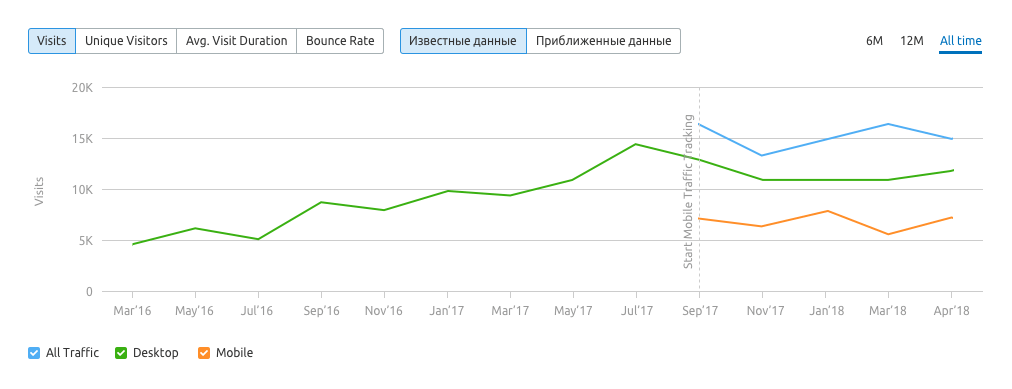 Visits Unique Visitors Avg. Visit Duration Bounce Rate Известные данные Приближенные данные 6M 12M All time
20K
15K
10K
5K
0
Visits
Start Mobile Traffic Tracking
Mar'16 May'16 Jul'16 Sep'16 Nov'16 Jan'17 Mar'17 May'17 Jul'17 Sep'17 Nov'17 Jan'18 Mar'18 Apr'18
All Traffic Desktop Mobile